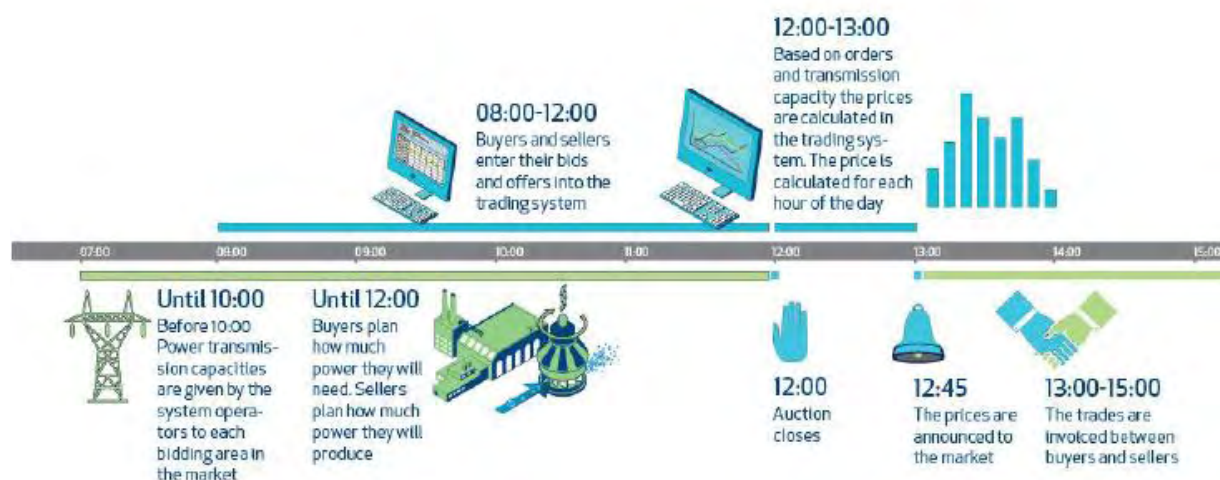 12:00-13:00
Based on orders
and transmission
capacity the prices
are calculated in
the trading sys-
tem. The price is
calculated for each
hour of the day
08:00-12:00
Buyers and sellers
enter their bids
and offers into the
trading system
07:00
08:00
09:00
10:00
11:00
12:00
13:00
14:00
15:00
Until 10:00
Before 10:00
Power transmis-
sion capacities
are given by the
system opera-
tors to each
bidding area in
the market
Until 12:00
Buyers plan
how much
power they will
need. Sellers
plan how much
power they will
produce
12:00
Auction
closes
12:45
The prices are
announced to
the market
13:00-15:00
The trades are
invoiced between
buyers and sellers